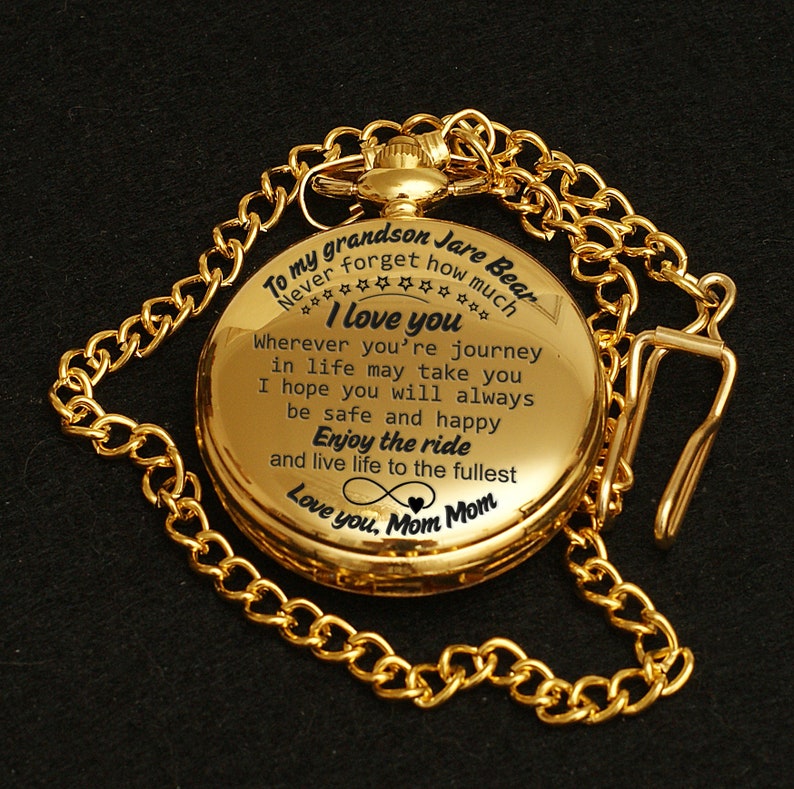 To my grandson Jare Bear
Never forget how much
I love you
Wherever you're journey
in life may take you
I hope you will always
be safe and happy
Enjoy the ride
and live life to the fullest
Love you, Mom Mom